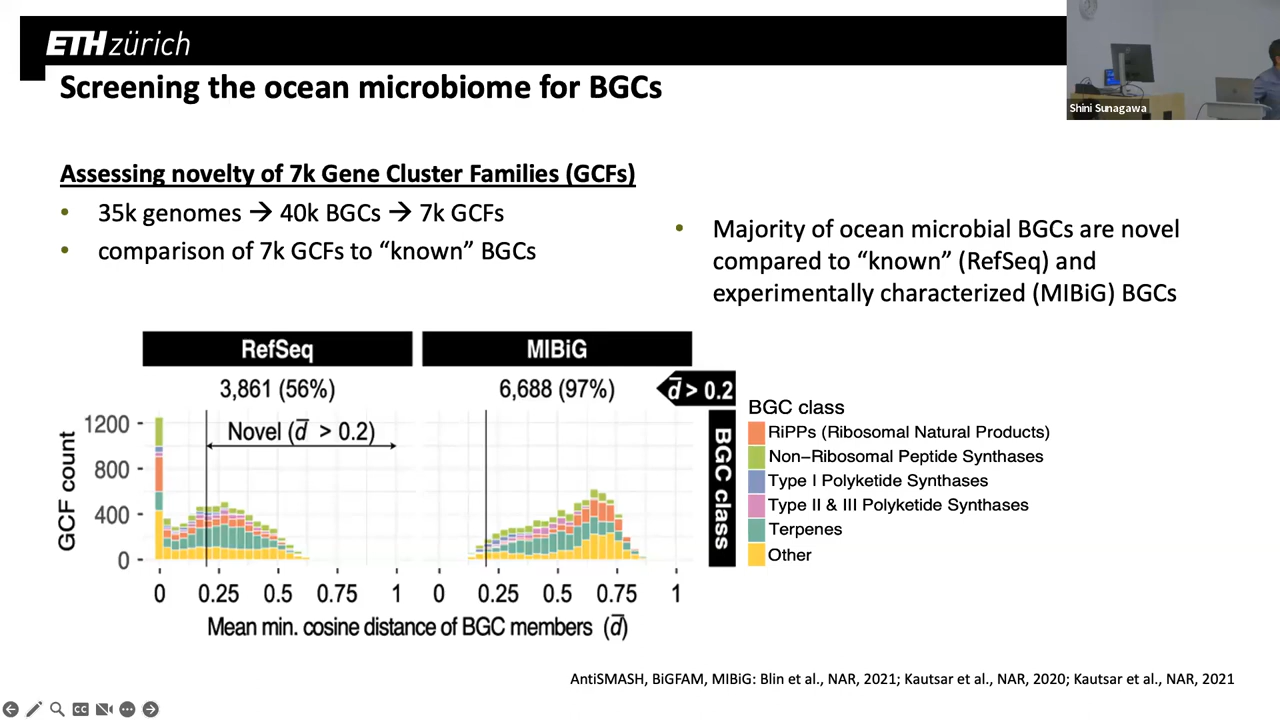 ETH zürich
Shini Sunagawa
Screening the ocean microbiome for BGCs
Assessing novelty of 7k Gene Cluster Families (GCFs)
• 35k genomes → 40k BGCs → 7k GCFs
• comparison of 7k GCFs to “known” BGCs
• Majority of ocean microbial BGCs are novel
compared to “known” (RefSeq) and
experimentally characterized (MIBiG) BGCs
RefSeq
MIBiG
3,861 (56%)
6,688 (97%)
d̅ > 0.2
Novel (d̅ > 0.2)
GCF count
1200
800
400
0
0 0.25 0.5 0.75 1
0 0.25 0.5 0.75 1
Mean min. cosine distance of BGC members (d̅)
BGC class
BGC class
RiPPs (Ribosomal Natural Products)
Non–Ribosomal Peptide Synthases
Type I Polyketide Synthases
Type II & III Polyketide Synthases
Terpenes
Other
AntiSMASH, BiGFAM, MIBiG: Blin et al., NAR, 2021; Kautsar et al., NAR, 2020; Kautsar et al., NAR, 2021
CC